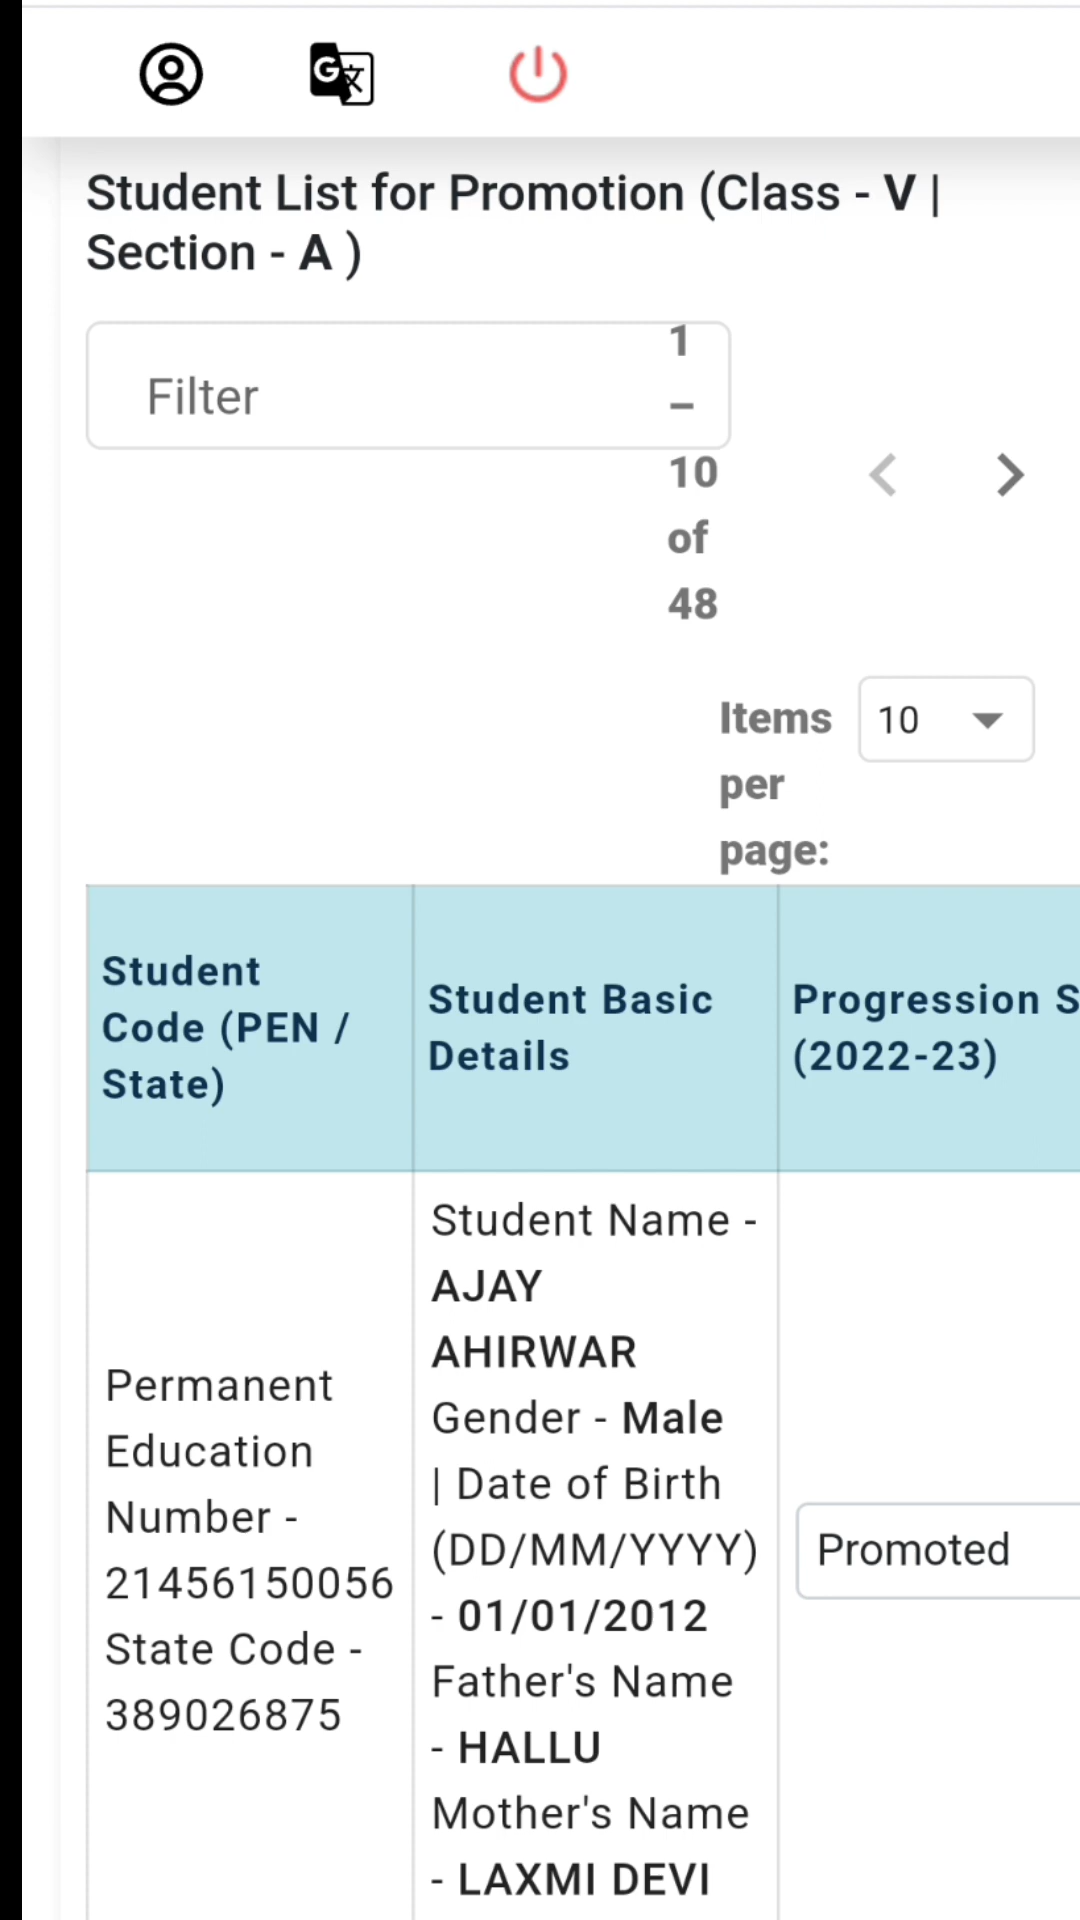 Student List for Promotion (Class - V |
Section - A )
Filter
1
–
10
of
48
Items
per
page:
10
Student
Code (PEN /
State)
Student Basic
Details
Progression S
(2022-23)
Permanent
Education
Number -
21456150056
State Code -
389026875
Student Name -
AJAY
AHIRWAR
Gender - Male
| Date of Birth
(DD/MM/YYYY)
- 01/01/2012
Father's Name
- HALLU
Mother's Name
- LAXMI DEVI
Promoted